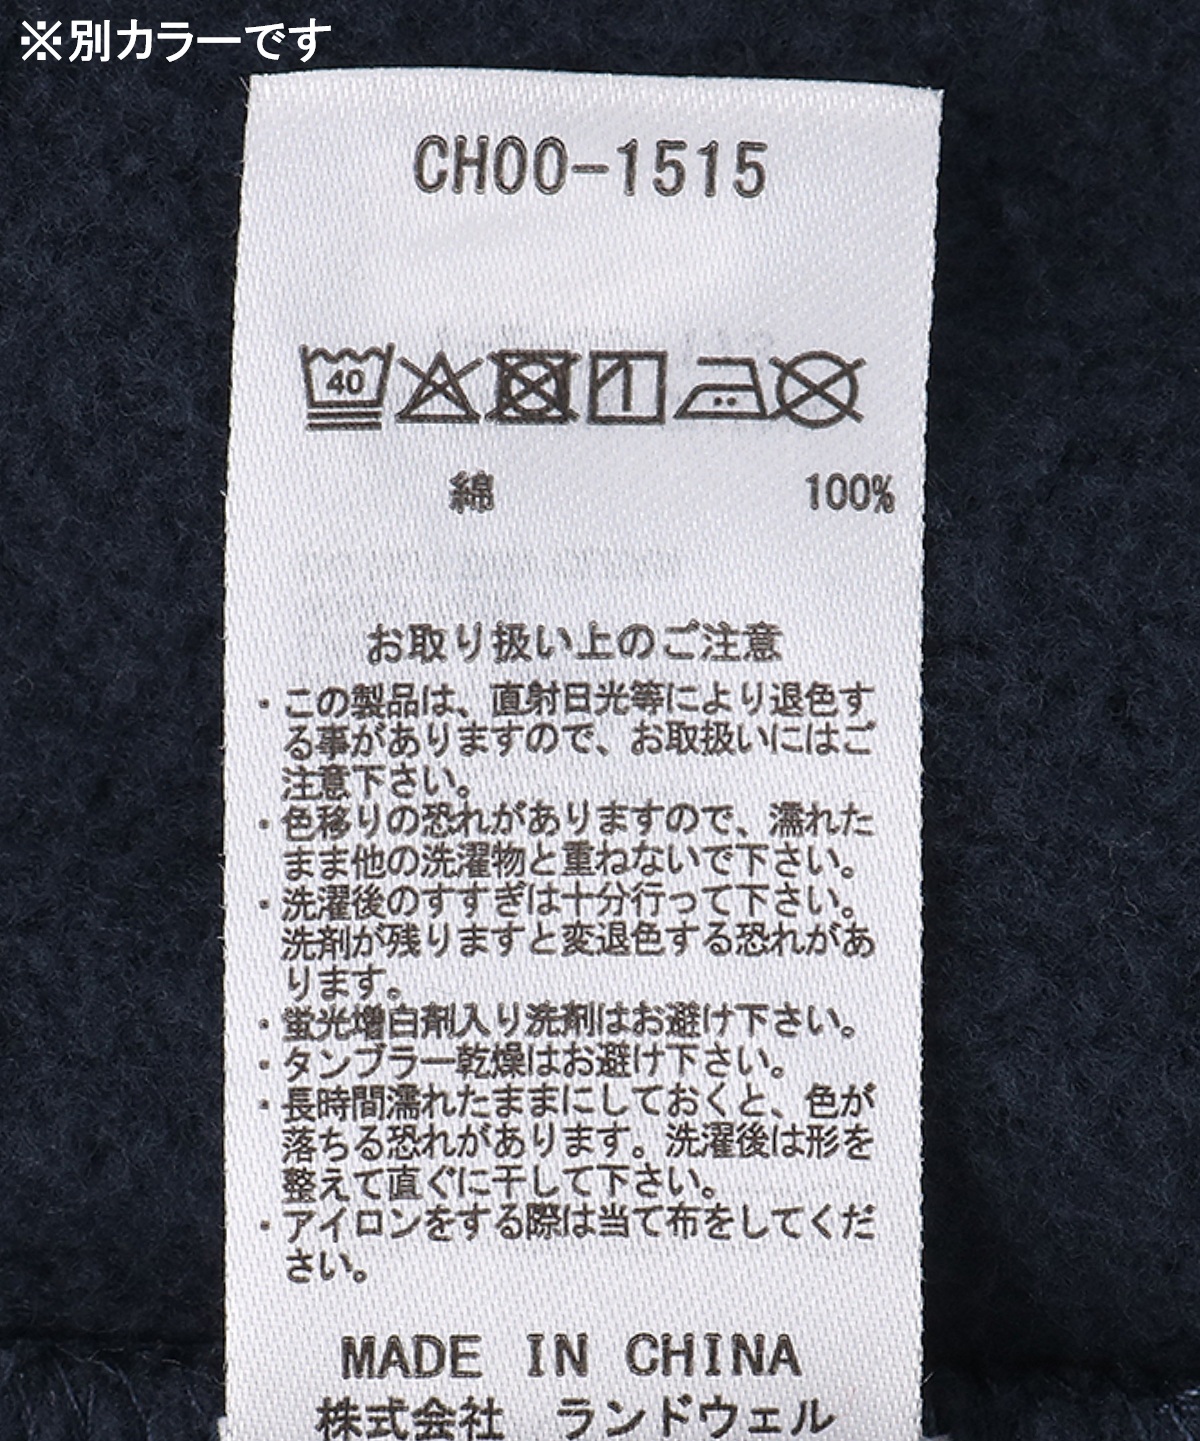 ※別カラーです
CH00-1515
40
綿 100%
お取り扱い上のご注意
・この製品は、直射日光等により退色す
る事がありますので、お取扱いにはご
注意下さい。
・色移りの恐れがありますので、濡れた
まま他の洗濯物と重ねないで下さい。
・洗濯後のすすぎは十分行って下さい。
洗剤が残りますと変退色する恐れがあ
ります。
・蛍光増白剤入り洗剤はお避け下さい。
・タンブラー乾燥はお避け下さい。
・長時間濡れたままにしておくと、色が
落ちる恐れがあります。洗濯後は形を
整えて直ぐに干して下さい。
・アイロンをする際は当て布をしてくだ
さい。
MADE IN CHINA
株式会社 ランドウェル